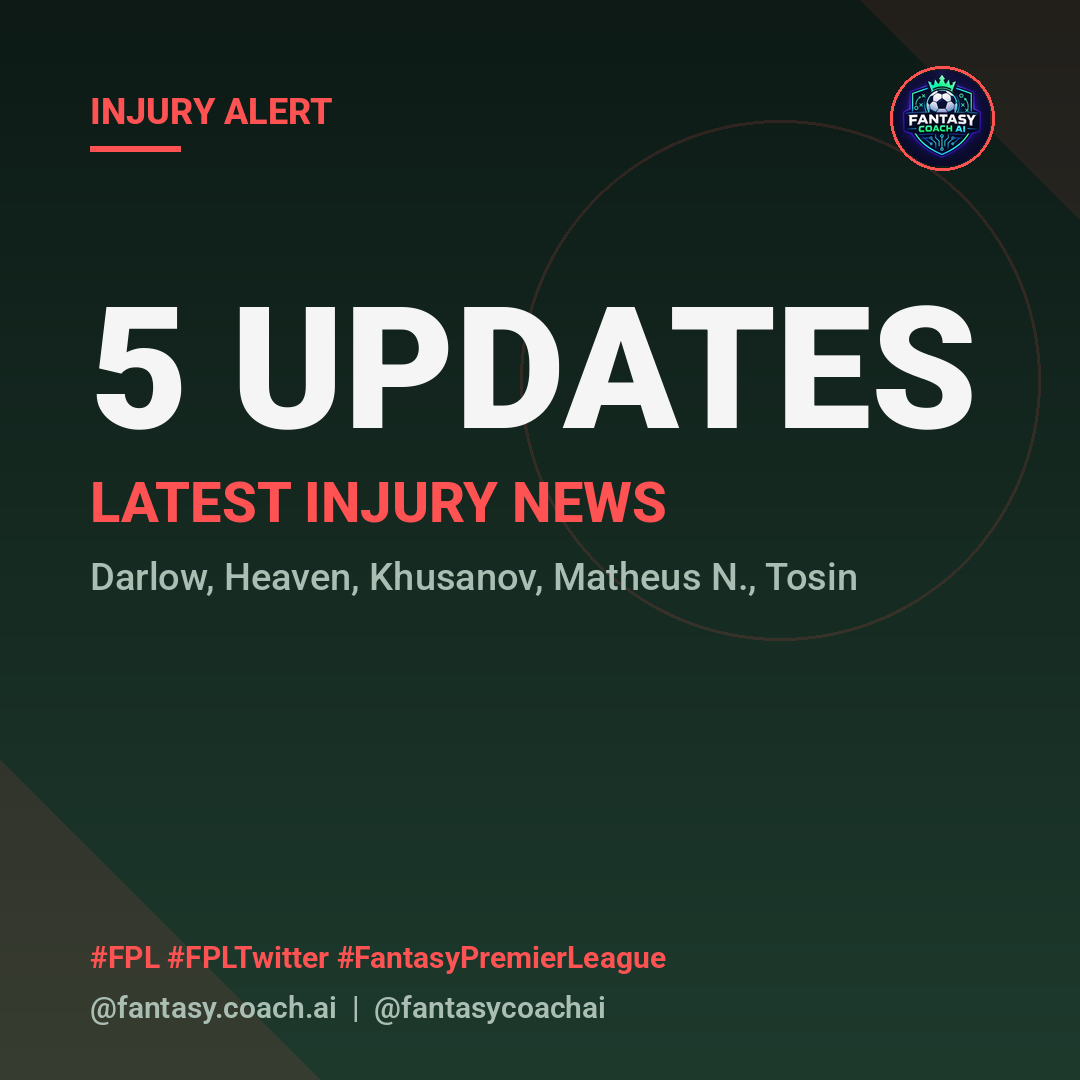 INJURY ALERT
FANTASY
COACH AI
5 UPDATES
LATEST INJURY NEWS
Darlow, Heaven, Khusanov, Matheus N., Tosin
#FPL #FPLTwitter #FantasyPremierLeague
@fantasy.coach.ai | @fantasycoachai